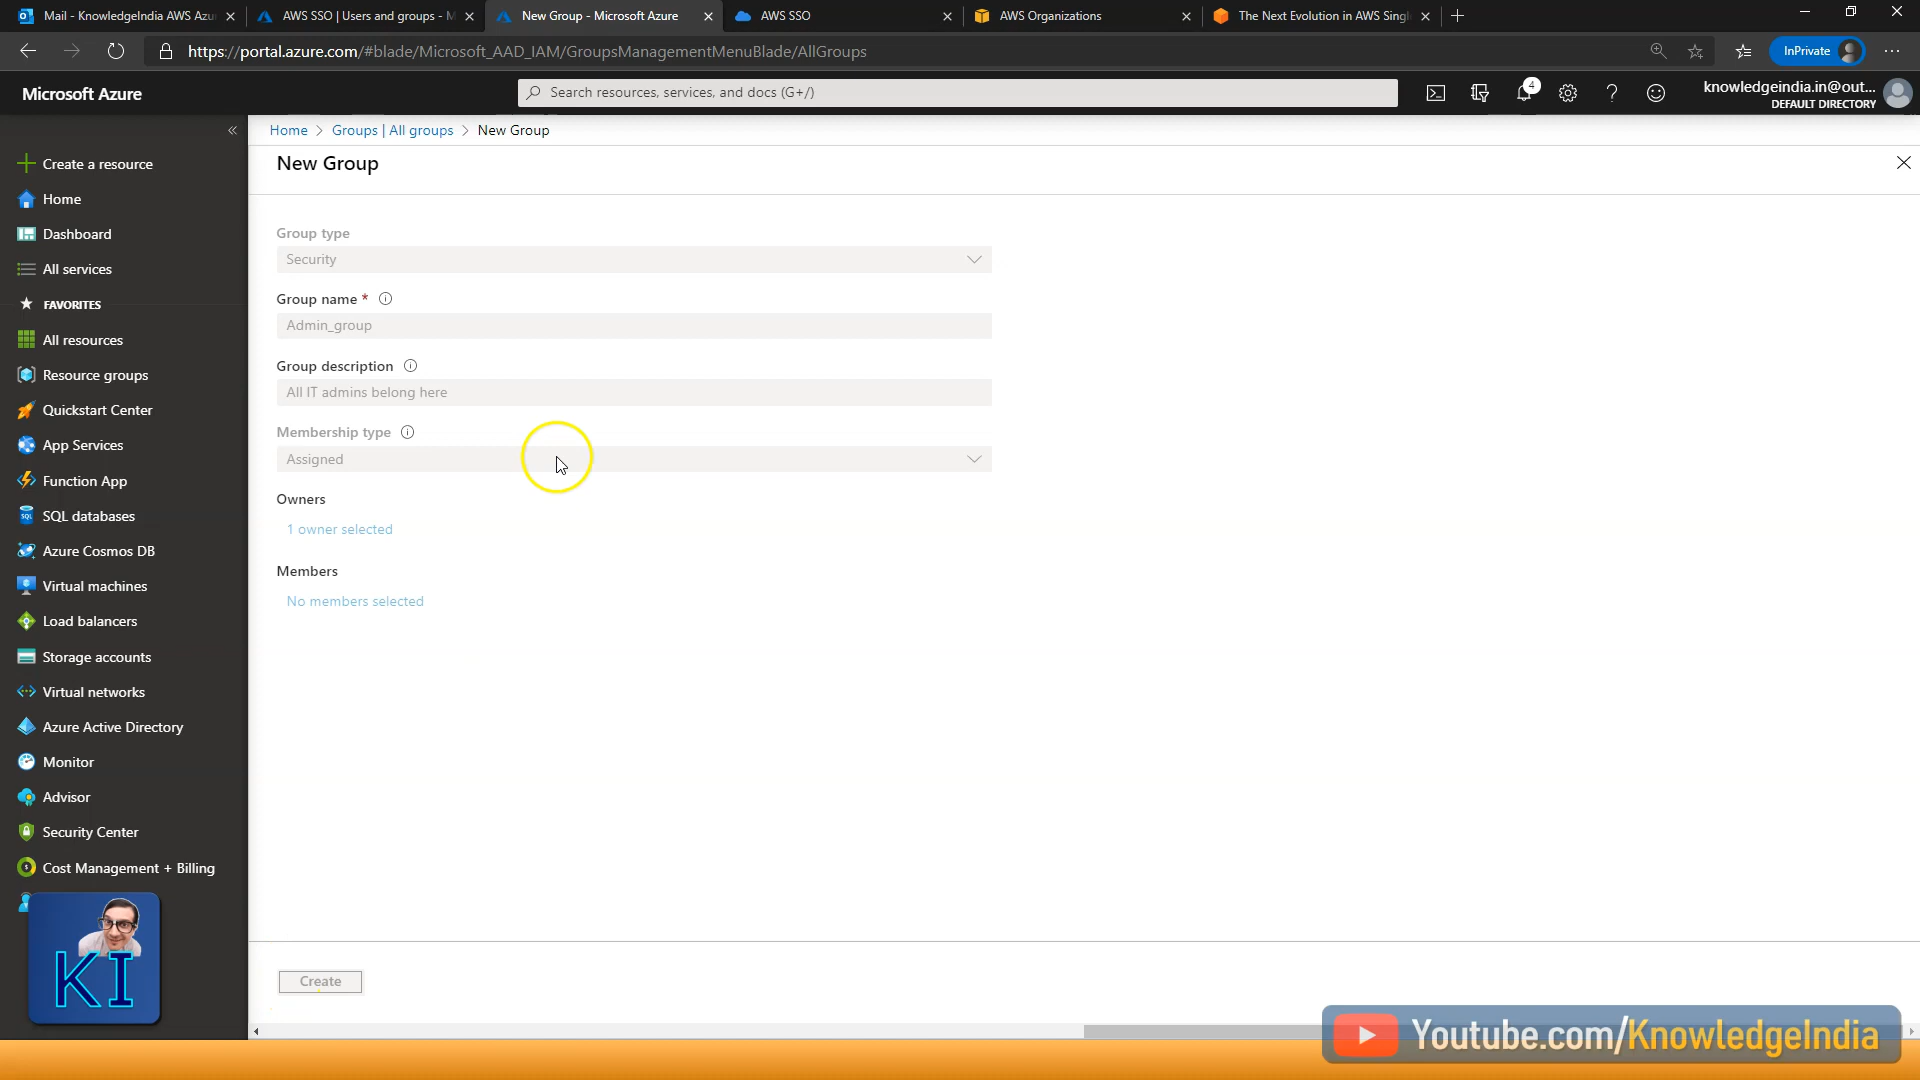 Mail - KnowledgeIndia AWS Azu
AWS SSO | Users and groups - M
New Group - Microsoft Azure
AWS SSO
AWS Organizations
The Next Evolution in AWS Singl
https://portal.azure.com/#blade/Microsoft_AAD_IAM/GroupsManagementMenuBlade/AllGroups
InPrivate
Microsoft Azure
Search resources, services, and docs (G+/)
4
knowledgeindia.in@out...
DEFAULT DIRECTORY
Create a resource
Home
Dashboard
All services
FAVORITES
All resources
Resource groups
Quickstart Center
App Services
Function App
SQL databases
Azure Cosmos DB
Virtual machines
Load balancers
Storage accounts
Virtual networks
Azure Active Directory
Monitor
Advisor
Security Center
Cost Management + Billing
KI
Home > Groups | All groups > New Group
New Group
Group type
Security
Group name *
Admin_group
Group description
All IT admins belong here
Membership type
Assigned
Owners
1 owner selected
Members
No members selected
Create
Youtube.com/KnowledgeIndia